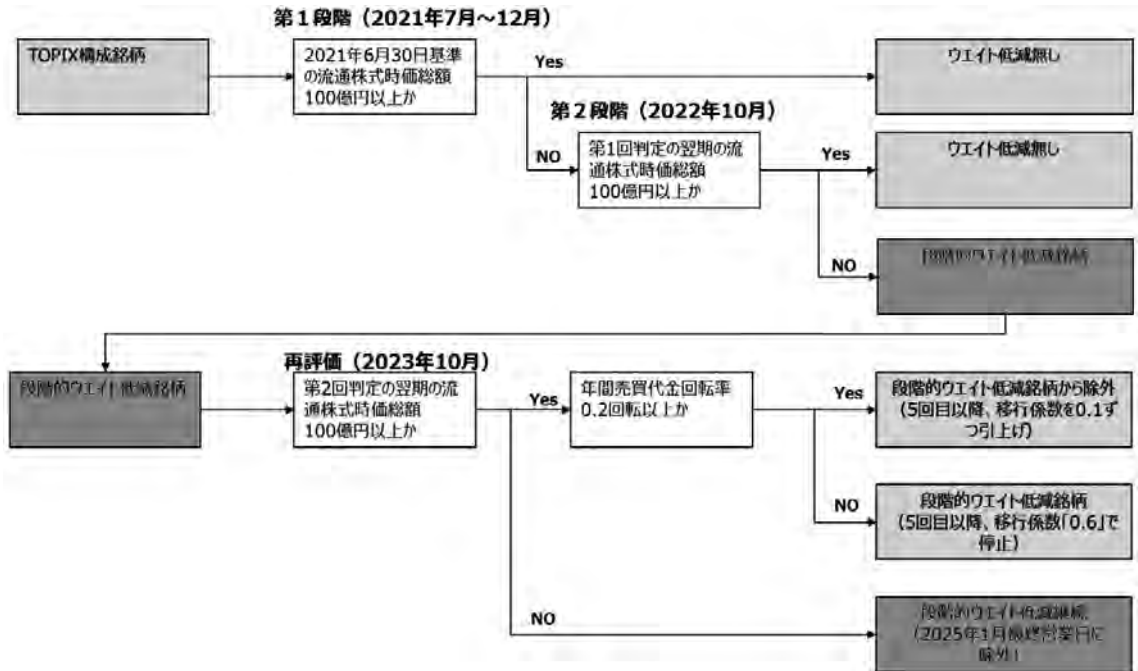 第１段階（2021年7月～12月）
TOPIX構成銘柄
2021年6月30日基準
の流通株式時価総額
100億円以上か
Yes
ウエイト低減無し
第２段階（2022年10月）
NO
第1回判定の翌期の流
通株式時価総額
100億円以上か
Yes
ウエイト低減無し
NO
段階的ウエイト低減銘柄
再評価（2023年10月）
段階的ウエイト低減銘柄
第2回判定の翌期の流
通株式時価総額
100億円以上か
Yes
年間売買代金回転率
0.2回転以上か
Yes
段階的ウエイト低減銘柄から除外
（5回目以降、移行係数を0.1ず
つ引上げ）
NO
段階的ウエイト低減銘柄
（5回目以降、移行係数「0.6」で
停止）
NO
段階的ウエイト低減継続
（2025年1月最終営業日に
除外）